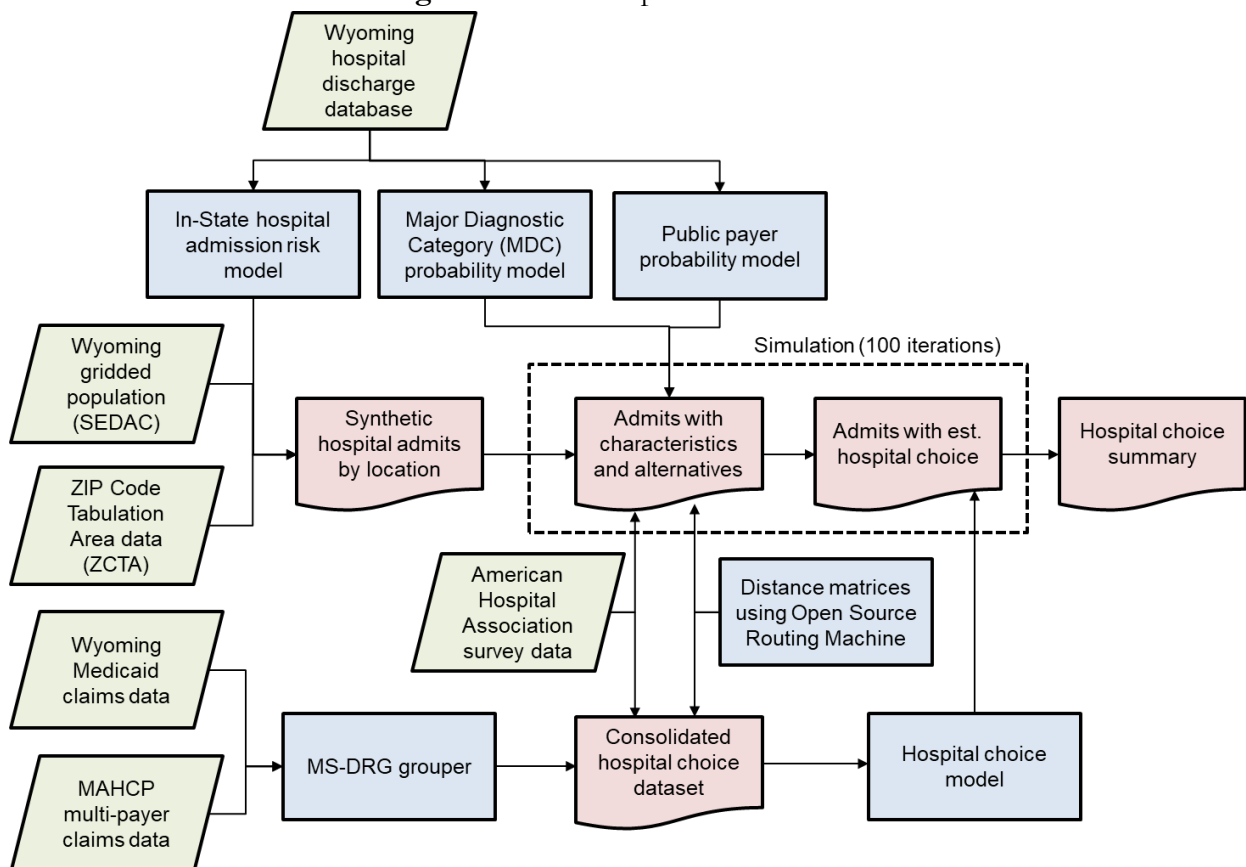 Wyoming
hospital
discharge
database
In-State hospital
admission risk
model
Major Diagnostic
Category (MDC)
probability model
Public payer
probability model
Wyoming
gridded
population
(SEDAC)
Simulation (100 iterations)
Synthetic
hospital admits
by location
Admits with
characteristics
and alternatives
Admits with est.
hospital choice
Hospital choice
summary
ZIP Code
Tabulation
Area data
(ZCTA)
American
Hospital
Association
survey data
Distance matrices
using Open Source
Routing Machine
Wyoming
Medicaid
claims data
MS-DRG grouper
Consolidated
hospital choice
dataset
Hospital choice
model
MAHCP
multi-payer
claims data